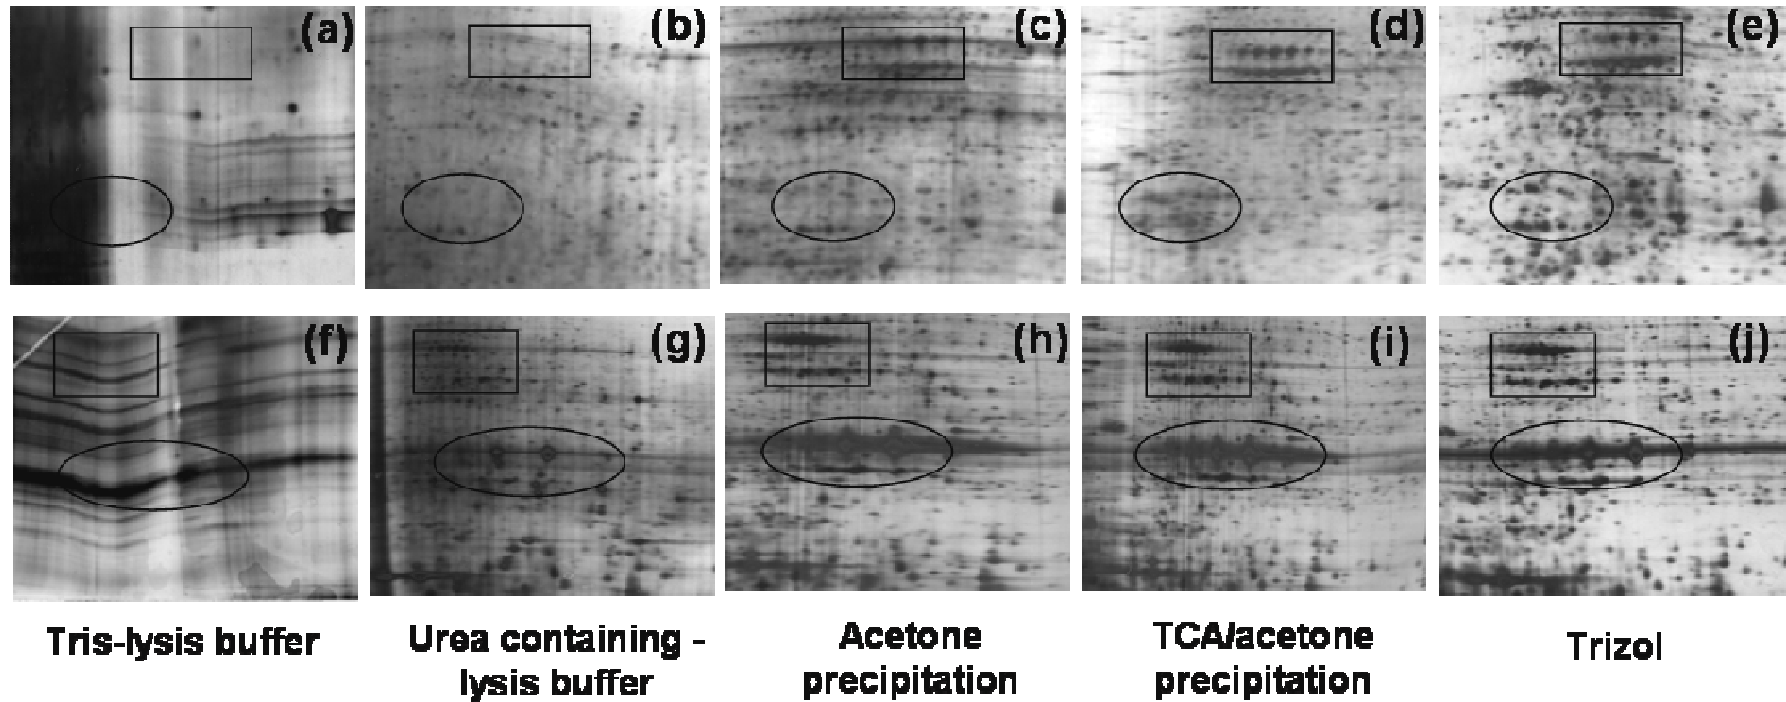 (a) (b) (c) (d) (e)
(f) (g) (h) (i) (j)
Tris-lysis buffer
Urea containing -
lysis buffer
Acetone
precipitation
TCA/acetone
precipitation
Trizol